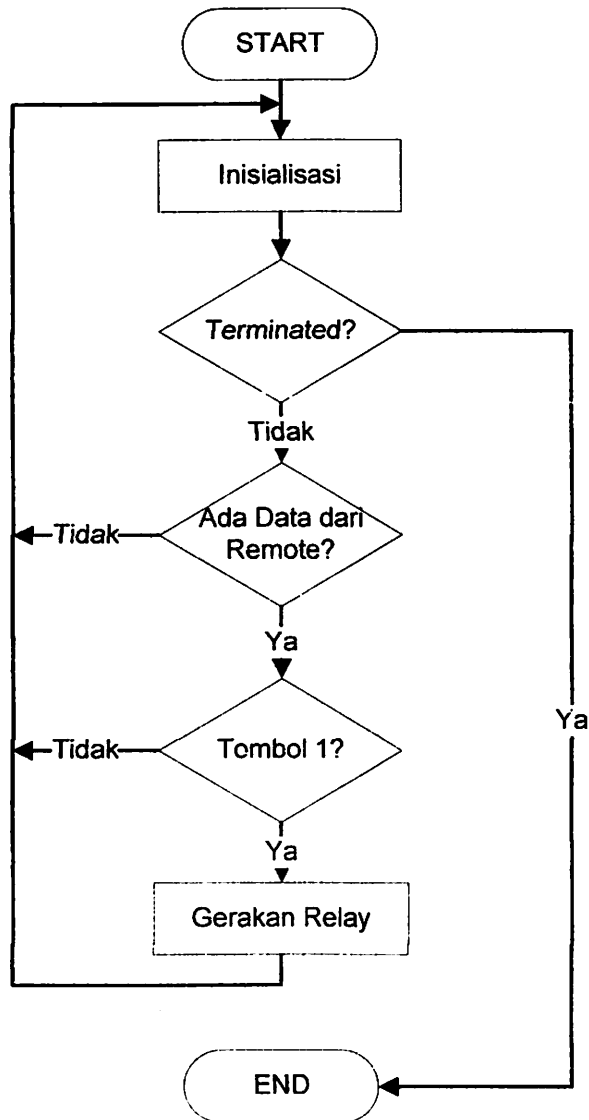 START
Inisialisasi
Terminated?
Tidak
Ada Data dari
Remote?
Tidak
Ya
Tombol 1?
Tidak
Ya
Ya
Gerakan Relay
END